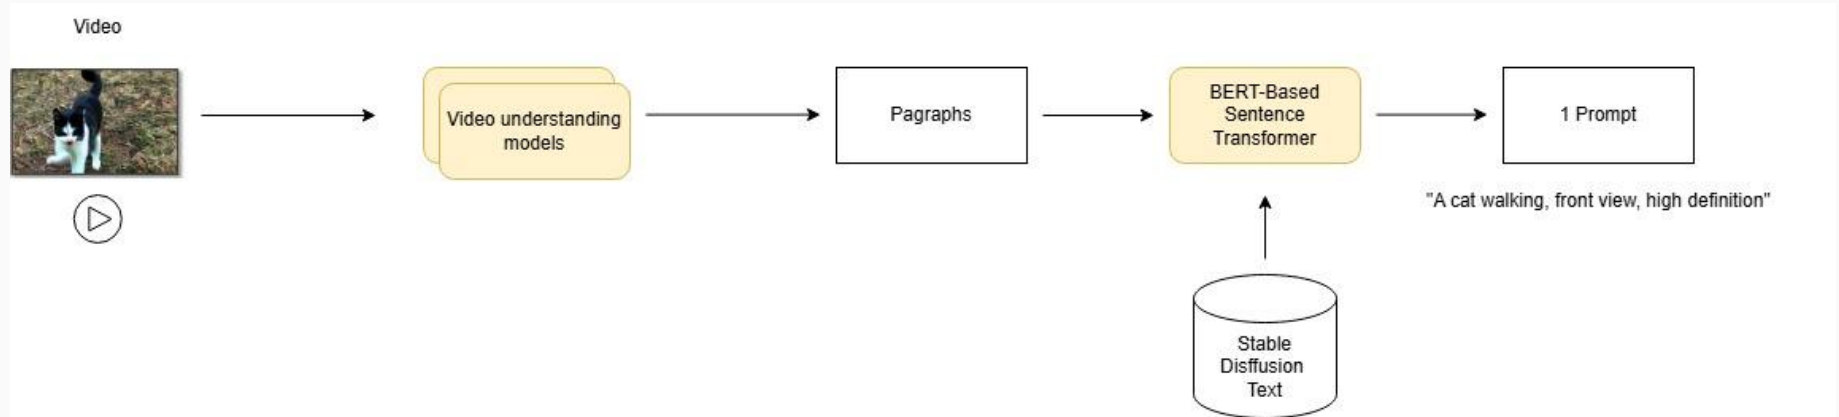 Video
Video understanding
models
Pagraphs
BERT-Based
Sentence
Transformer
1 Prompt
"A cat walking, front view, high definition"
Stable
Disffusion
Text